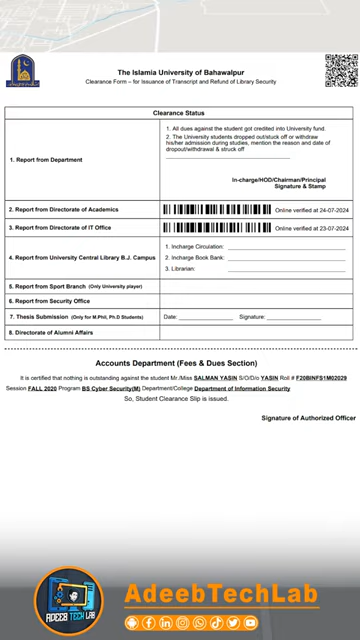 The Islamia University of Bahawalpur
Clearance Form – for Issuance of Transcript and Refund of Library Security
Clearance Status
1. Report from Department
1. All dues against the student got credited into University fund.
2. The University students dropped out/stuck off or withdraw
his/her admission during studies, mention the reason and date of
dropout/withdrawal & struck off
In-charge/HOD/Chairman/Principal
Signature & Stamp
2. Report from Directorate of Academics
Online verified at 24-07-2024
3. Report from Directorate of IT Office
Online verified at 23-07-2024
4. Report from University Central Library B.J. Campus
1. Incharge Circulation:
2. Incharge Book Bank:
3. Librarian:
5. Report from Sport Branch (Only University player)
6. Report from Security Office
7. Thesis Submission (Only for M.Phil, Ph.D Students)
Date: Signature:
8. Directorate of Alumni Affairs
Accounts Department (Fees & Dues Section)
It is certified that nothing is outstanding against the student Mr./Miss SALMAN YASIN S/O/D/o YASIN Roll # F20BINFS1M02029
Session FALL 2020 Program BS Cyber Security(M) Department/College Department of Information Security
So, Student Clearance Slip is issued.
Signature of Authorized Officer
ADEEB TECH LAB
AdeebTechLab